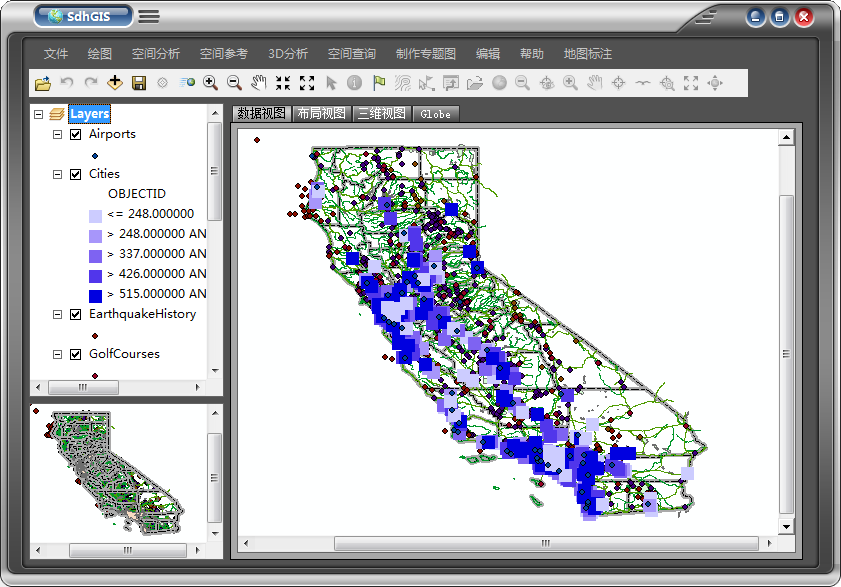 SdhGIS
文件 绘图 空间分析 空间参考 3D分析 空间查询 制作专题图 编辑 帮助 地图标注
Layers
Airports
Cities
OBJECTID
<= 248.000000
> 248.000000 AN
> 337.000000 AN
> 426.000000 AN
> 515.000000 AN
EarthquakeHistory
GolfCourses
数据视图 布局视图 三维视图 Globe